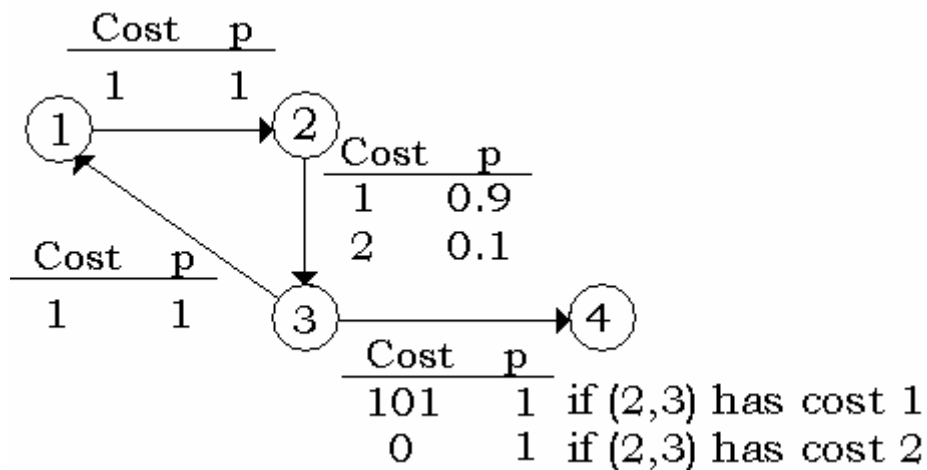 Cost p
1 1
1 2
Cost p
1 0.9
2 0.1
Cost p
1 1
3 4
Cost p
101 1 if (2,3) has cost 1
0 1 if (2,3) has cost 2